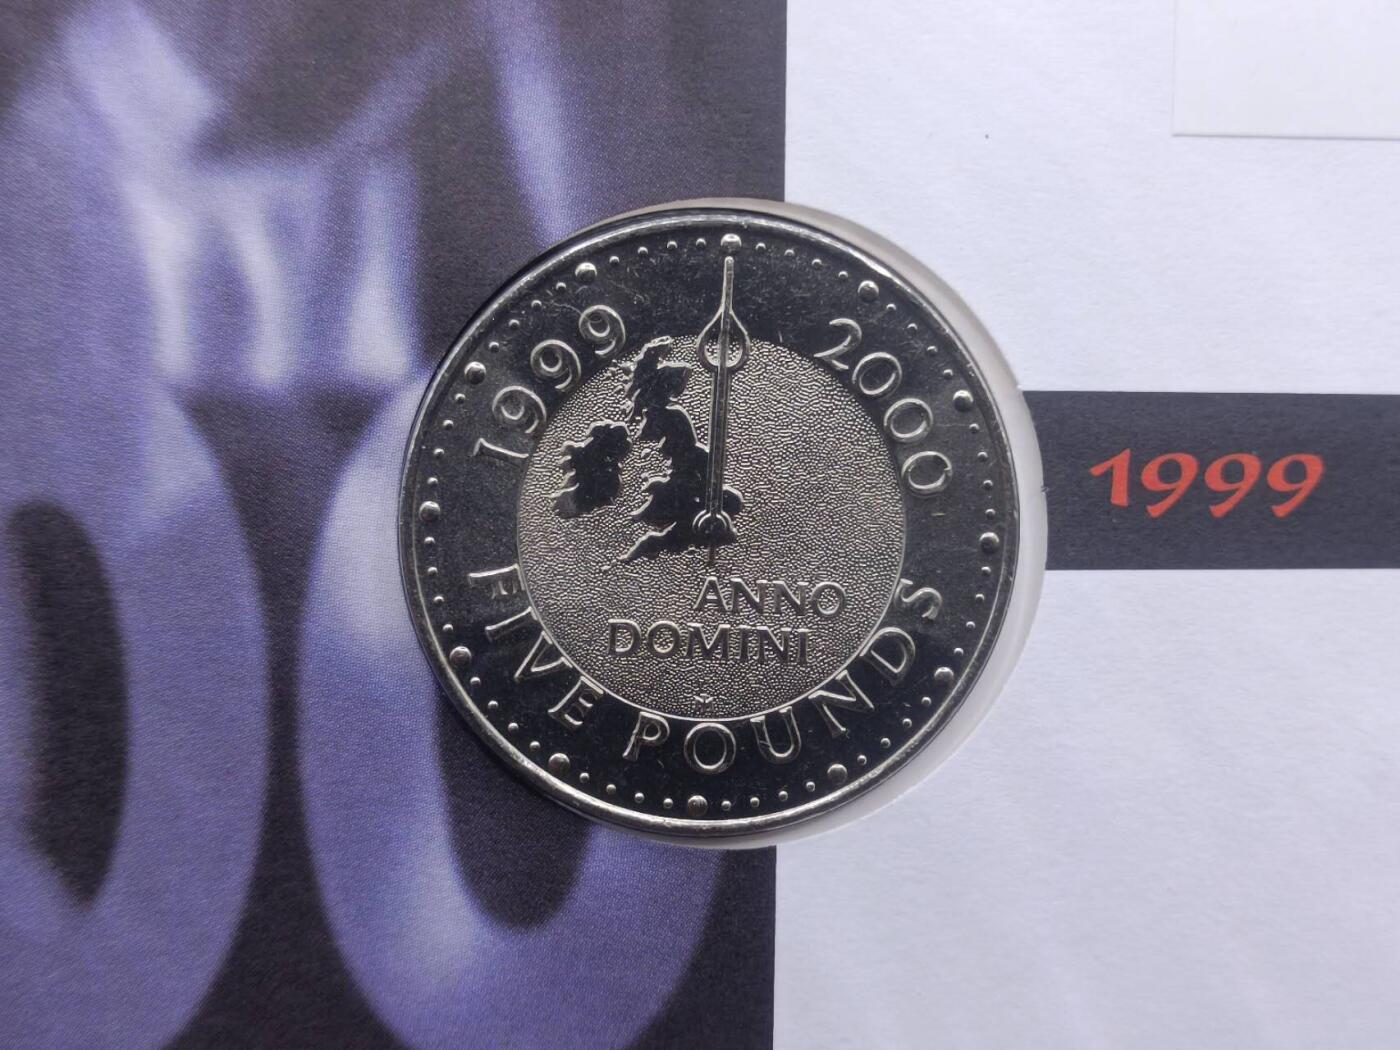 1999
2000
ANNO
DOMINI
FIVE POUNDS
1999